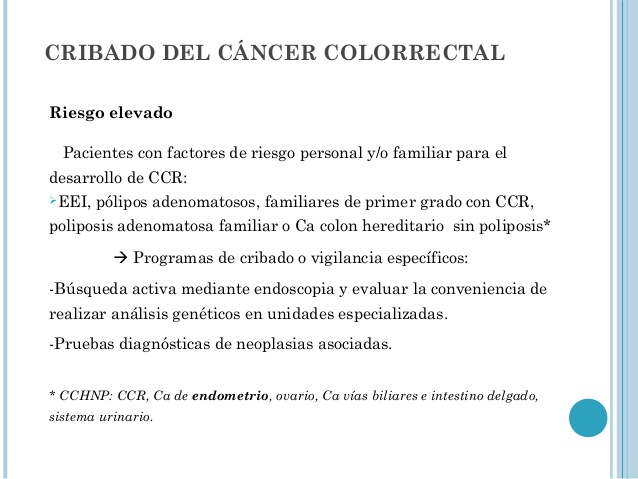 CRIBADO DEL CÁNCER COLORRECTAL
Riesgo elevado
Pacientes con factores de riesgo personal y/o familiar para el
desarrollo de CCR:
➢EEI, pólipos adenomatosos, familiares de primer grado con CCR,
poliposis adenomatosa familiar o Ca colon hereditario sin poliposis*
→ Programas de cribado o vigilancia específicos:
-Búsqueda activa mediante endoscopia y evaluar la conveniencia de
realizar análisis genéticos en unidades especializadas.
-Pruebas diagnósticas de neoplasias asociadas.
* CCHNP: CCR, Ca de endometrio, ovario, Ca vías biliares e intestino delgado,
sistema urinario.